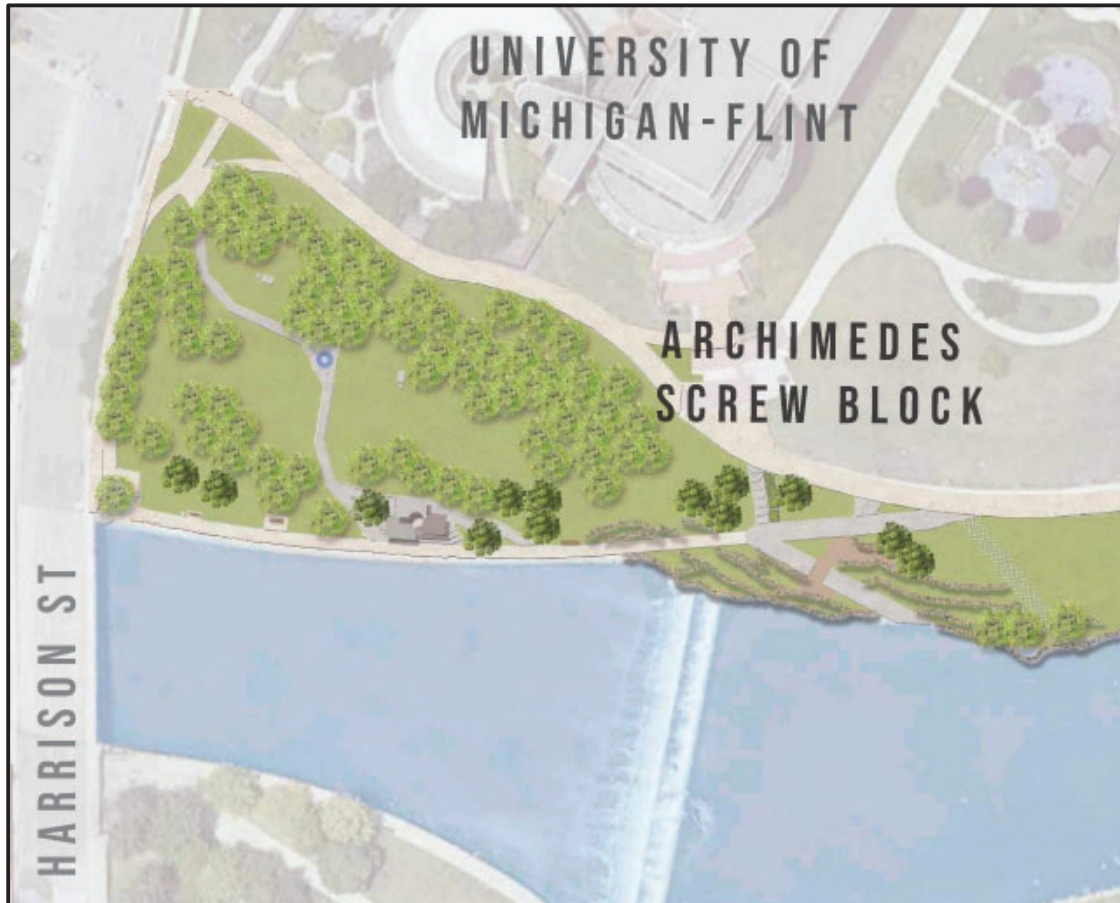 UNIVERSITY OF
MICHIGAN-FLINT
ARCHIMEDES
SCREW BLOCK
HARRISON ST